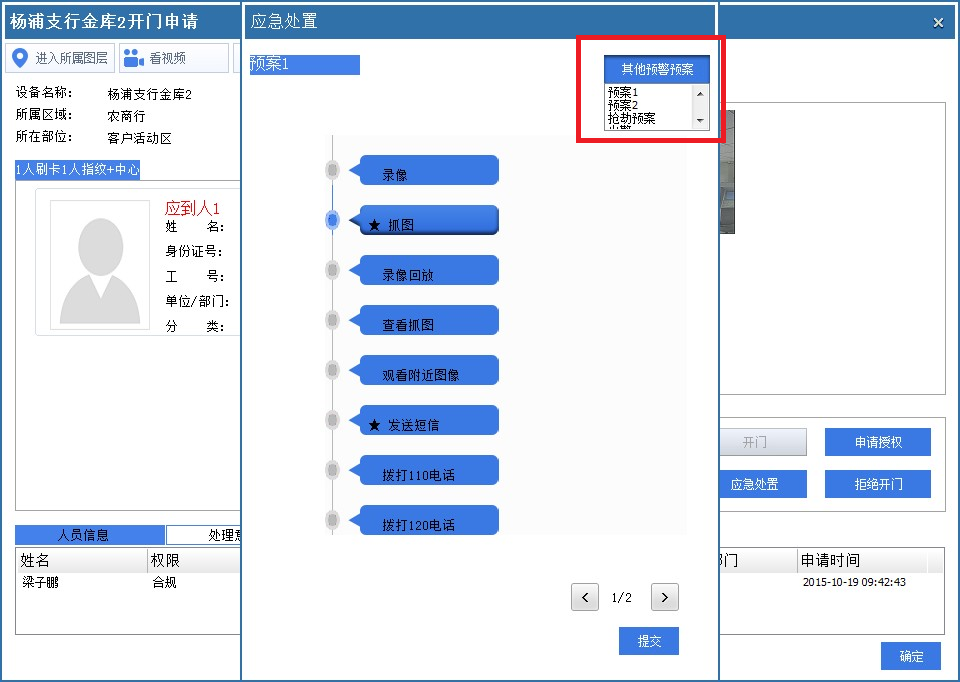 杨浦支行金库2开门申请
应急处置
×
进入所属图层
看视频
设备名称: 杨浦支行金库2
所属区域: 农商行
所在部位: 客户活动区
1人刷卡1人指纹+中心
应到人1
姓 名:
身份证号:
工 号:
单位/部门:
分 类:
预案1
其他预警预案
预案1
预案2
抢劫预案
录像
★ 抓图
录像回放
查看抓图
观看附近图像
★ 发送短信
拨打110电话
拨打120电话
< 1/2 >
提交
开门
申请授权
应急处置
拒绝开门
人员信息
处理
姓名 权限
门 申请时间
梁子鹏 合规
2015-10-19 09:42:43
确定